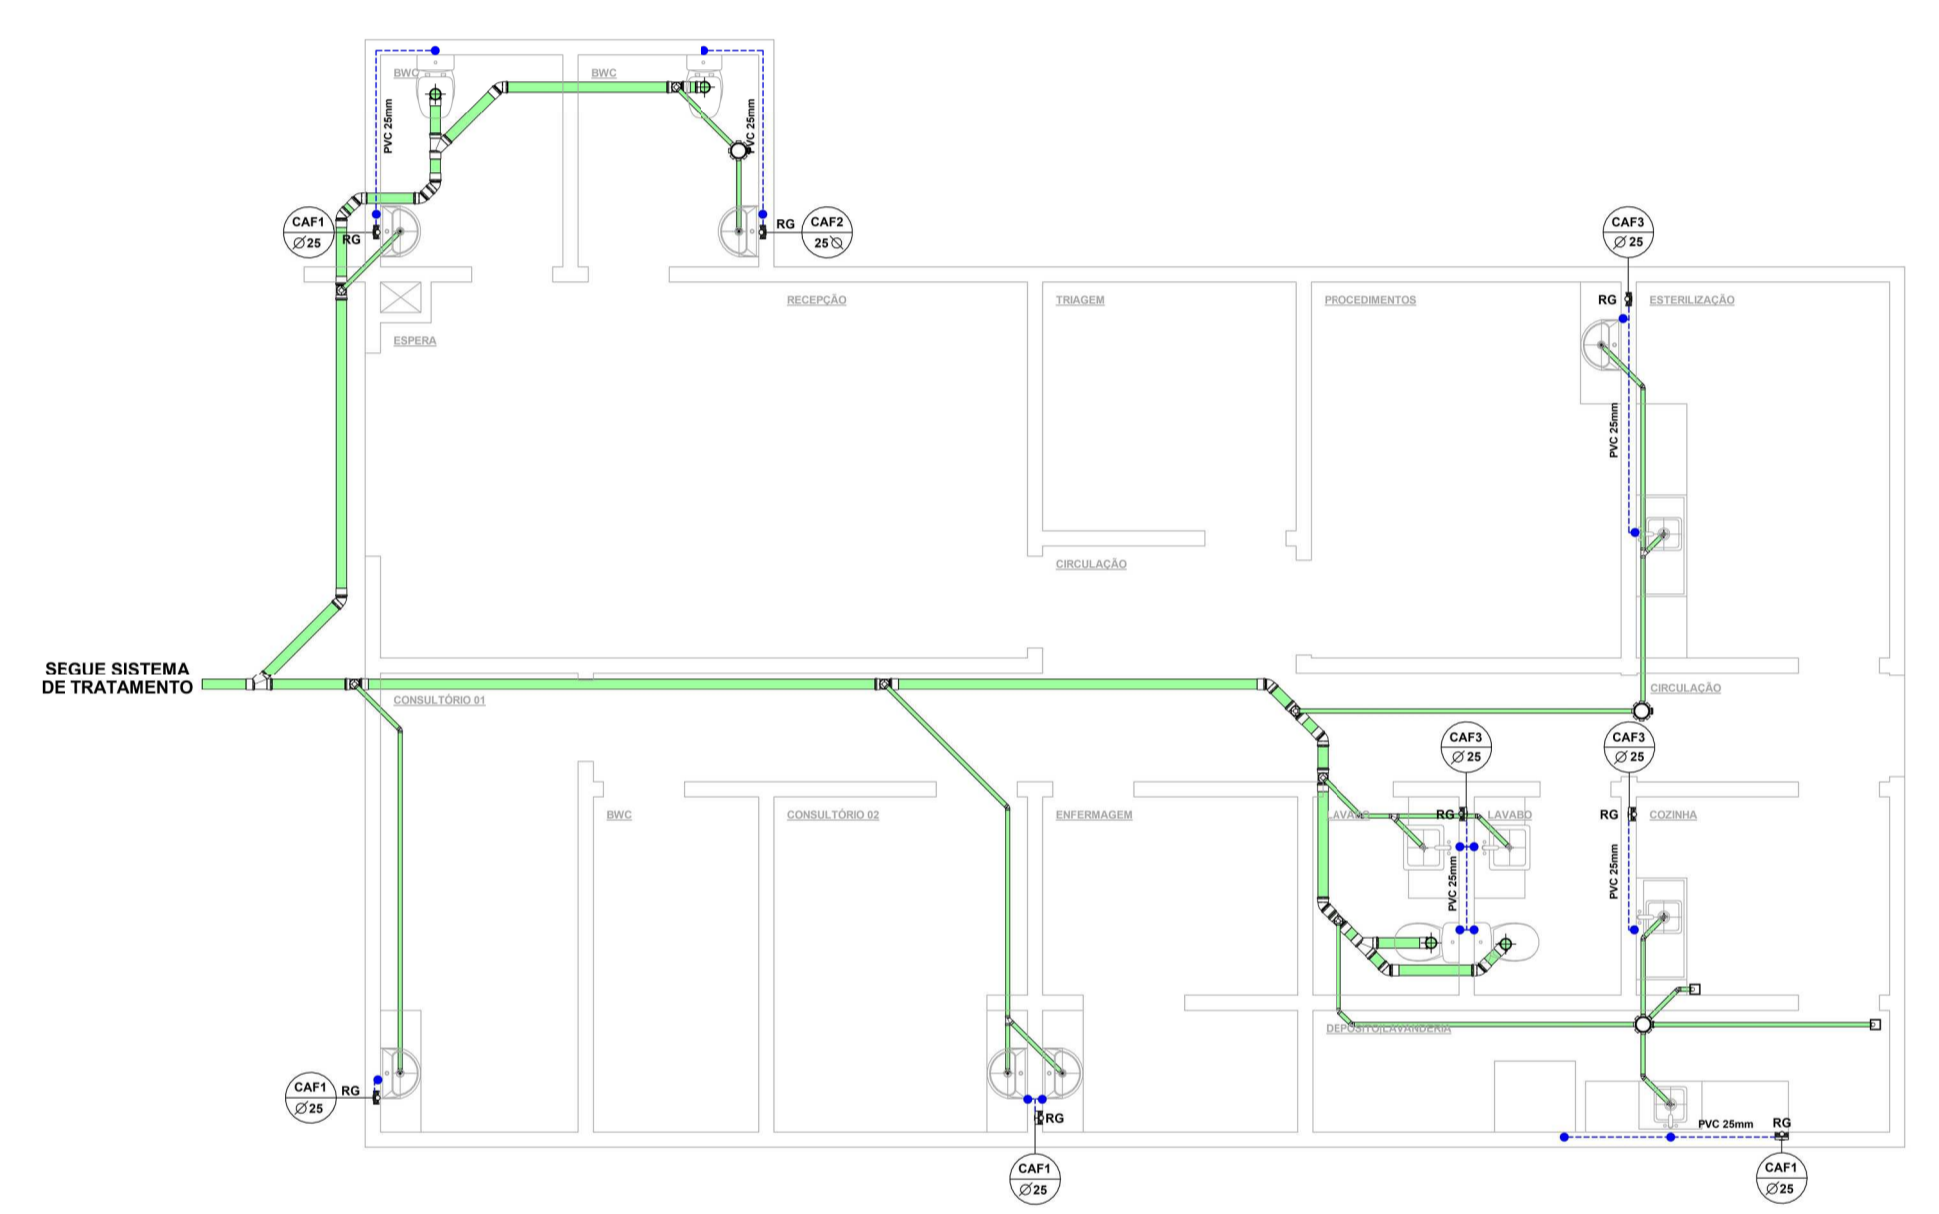 BWC
BWC
PVC 25mm
PVC 25mm
CAF1
Ø25
RG
RG
CAF2
25Ø
CAF3
Ø25
RG
RECEPÇÃO
TRIAGEM
PROCEDIMENTOS
ESTERILIZAÇÃO
ESPERA
PVC 25mm
CIRCULAÇÃO
SEGUE SISTEMA
DE TRATAMENTO
CONSULTÓRIO 01
CIRCULAÇÃO
CAF3
Ø25
CAF3
Ø25
BWC
CONSULTÓRIO 02
ENFERMAGEM
LAVABO
RG
LAVABO
RG
COZINHA
PVC 25mm
PVC 25mm
DEPÓSITO/LAVANDERIA
CAF1
Ø25
RG
RG
CAF1
Ø25
PVC 25mm
RG
CAF1
Ø25